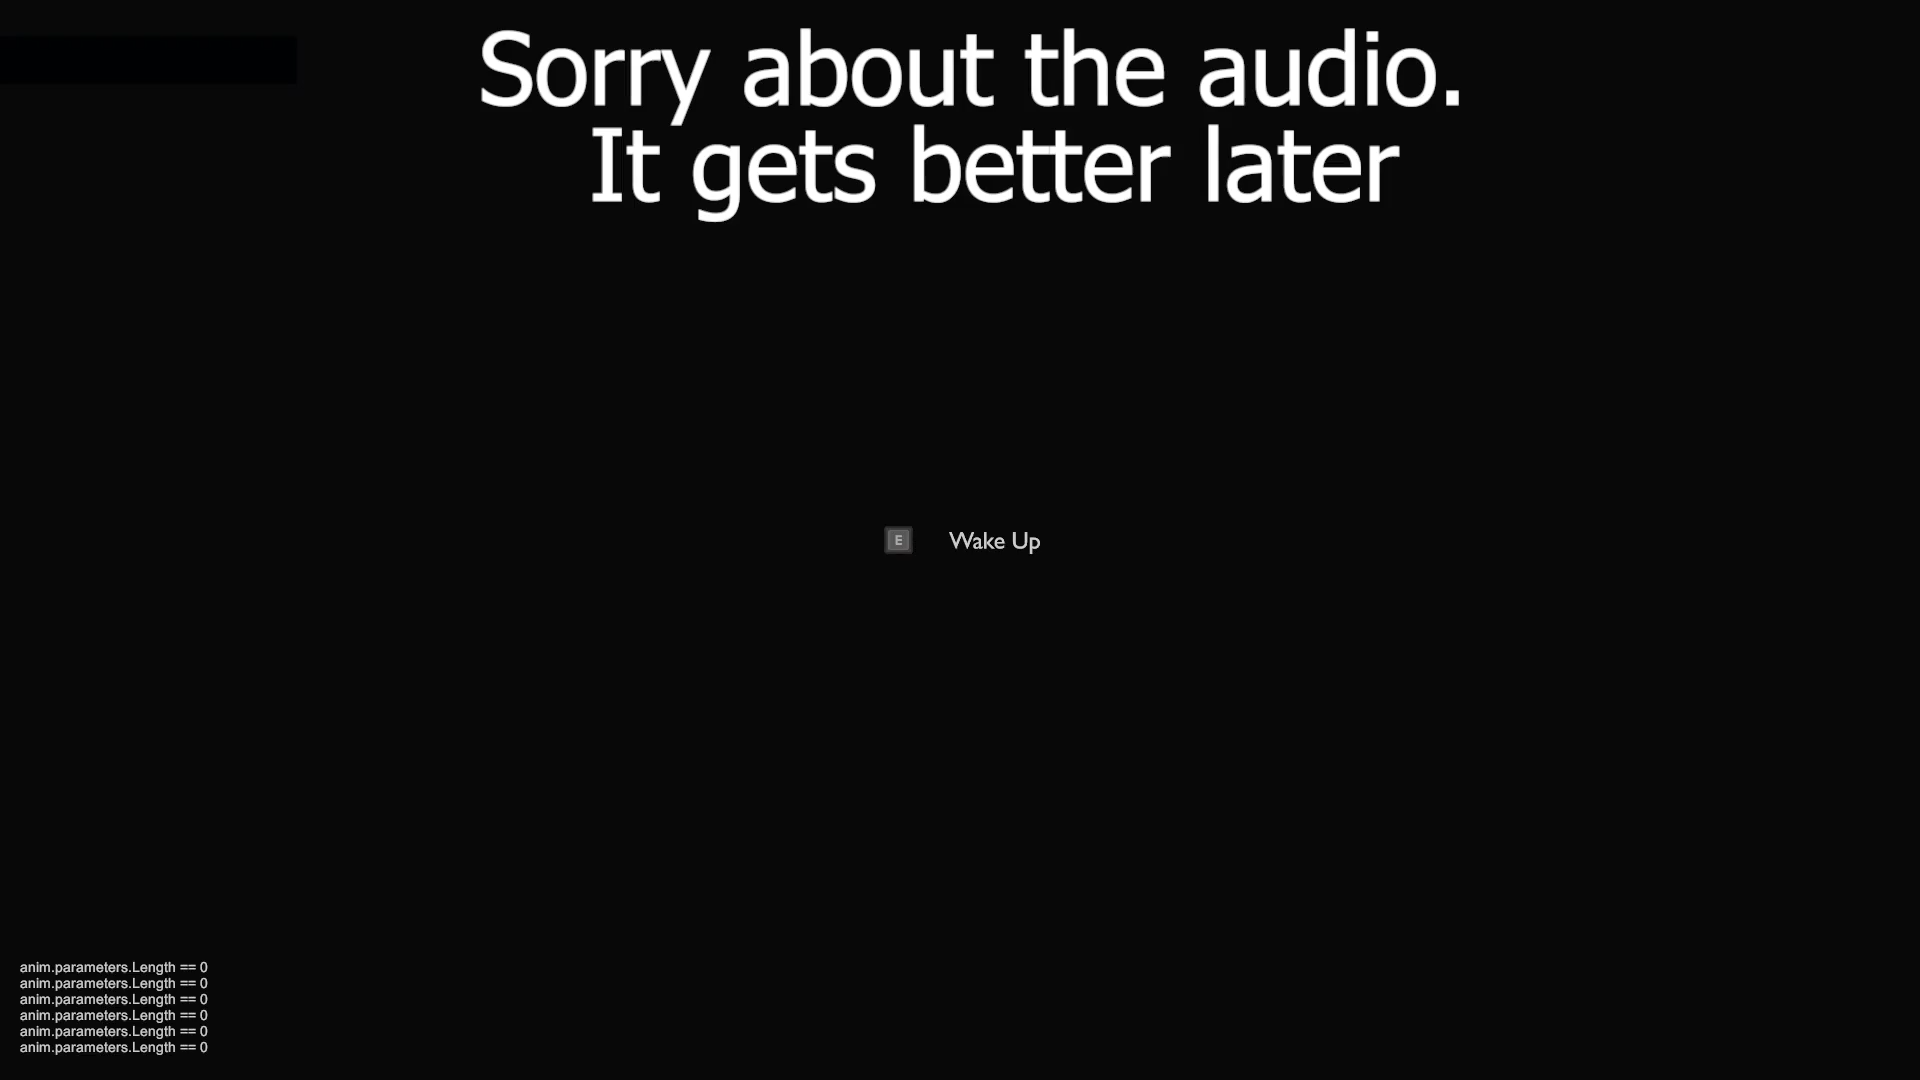 Sorry about the audio.
It gets better later
E Wake Up
anim.parameters.Length == 0
anim.parameters.Length == 0
anim.parameters.Length == 0
anim.parameters.Length == 0
anim.parameters.Length == 0
anim.parameters.Length == 0